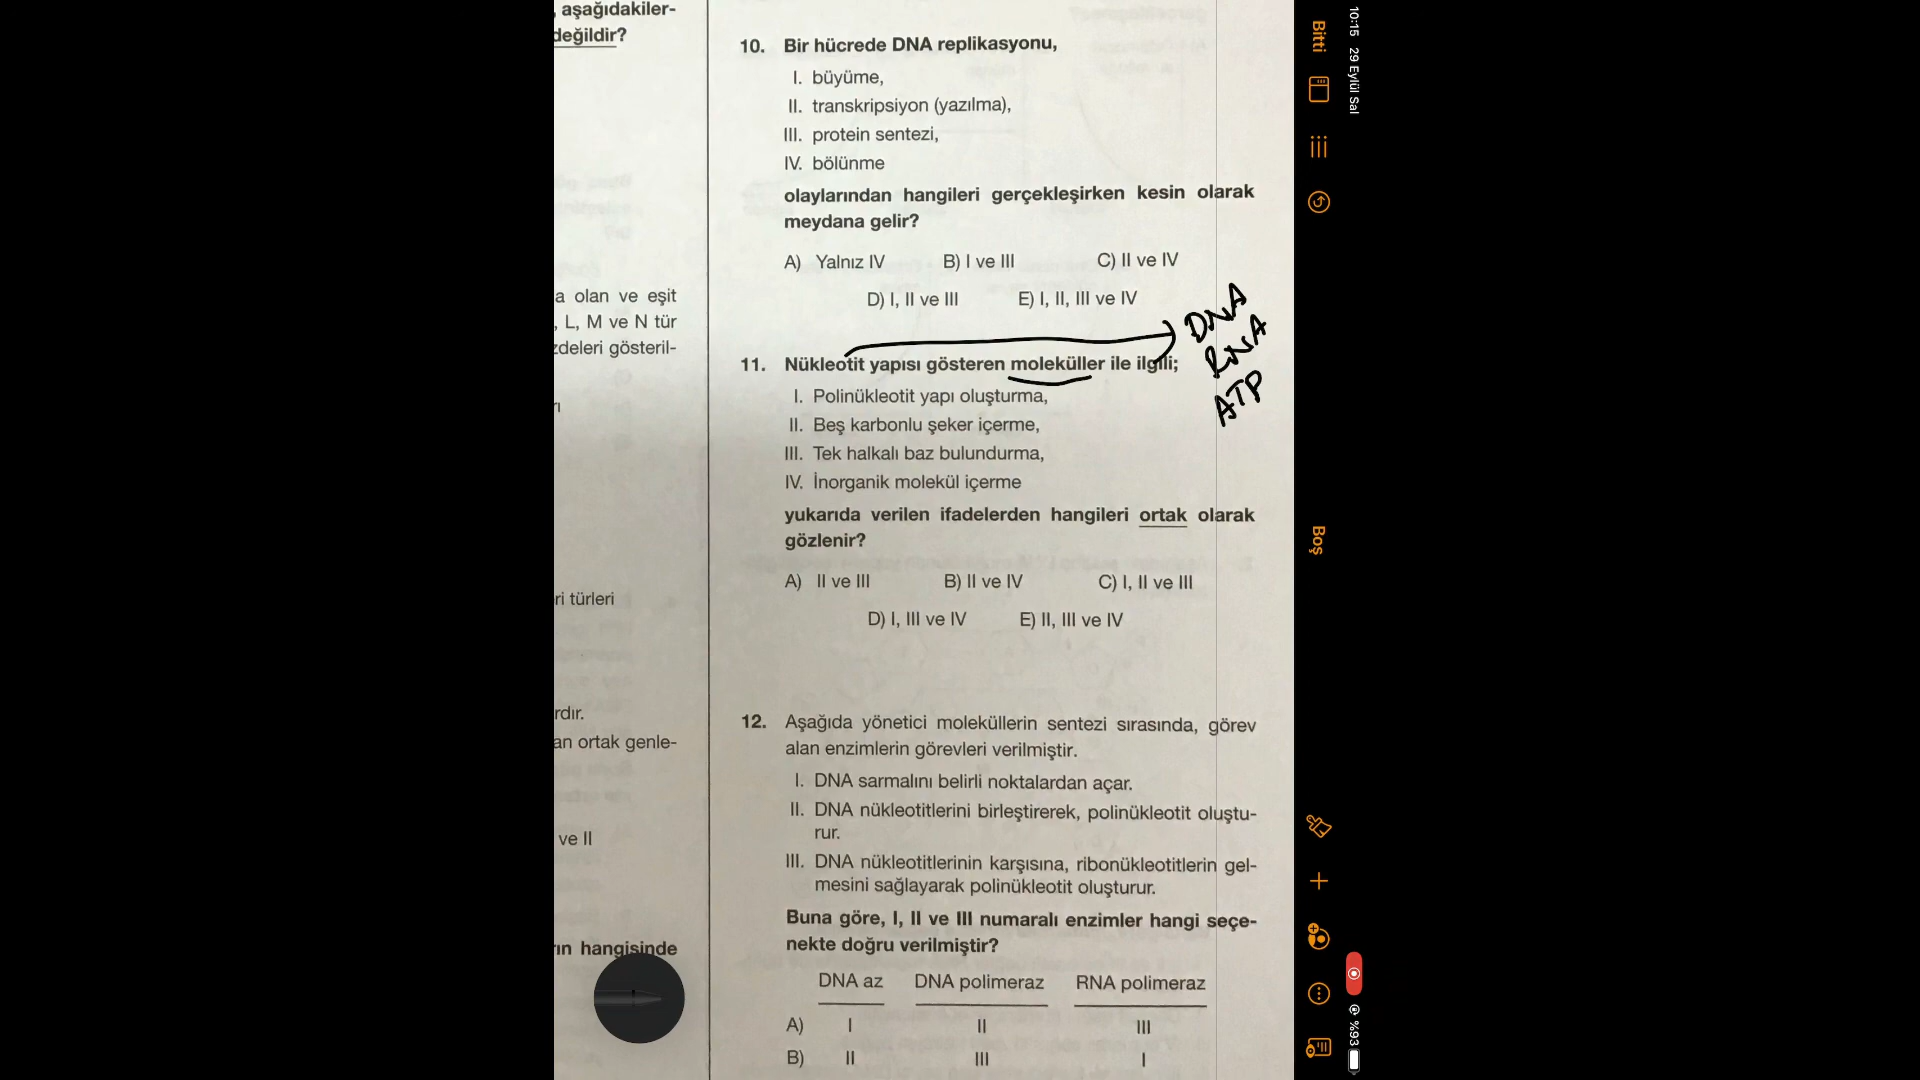 , aşağıdakiler-
değildir?
a olan ve eşit
, L, M ve N tür
zdeleri gösteril-
rı
ri türleri
rdır.
an ortak genle-
ve II
ın hangisinde
10. Bir hücrede DNA replikasyonu,
I. büyüme,
II. transkripsiyon (yazılma),
III. protein sentezi,
IV. bölünme
olaylarından hangileri gerçekleşirken kesin olarak
meydana gelir?
A) Yalnız IV B) I ve III C) II ve IV
D) I, II ve III E) I, II, III ve IV
DNA
RNA
ATP
11. Nükleotit yapısı gösteren moleküller ile ilgili;
I. Polinükleotit yapı oluşturma,
II. Beş karbonlu şeker içerme,
III. Tek halkalı baz bulundurma,
IV. İnorganik molekül içerme
yukarıda verilen ifadelerden hangileri ortak olarak
gözlenir?
A) II ve III B) II ve IV C) I, II ve III
D) I, III ve IV E) II, III ve IV
12. Aşağıda yönetici moleküllerin sentezi sırasında, görev
alan enzimlerin görevleri verilmiştir.
I. DNA sarmalını belirli noktalardan açar.
II. DNA nükleotitlerini birleştirerek, polinükleotit oluştu-
rur.
III. DNA nükleotitlerinin karşısına, ribonükleotitlerin gel-
mesini sağlayarak polinükleotit oluşturur.
Buna göre, I, II ve III numaralı enzimler hangi seçe-
nekte doğru verilmiştir?
DNA az DNA polimeraz RNA polimeraz
A) I II III
B) II III I
Bitti
Boş
10:15 29 Eylül Sal
%93